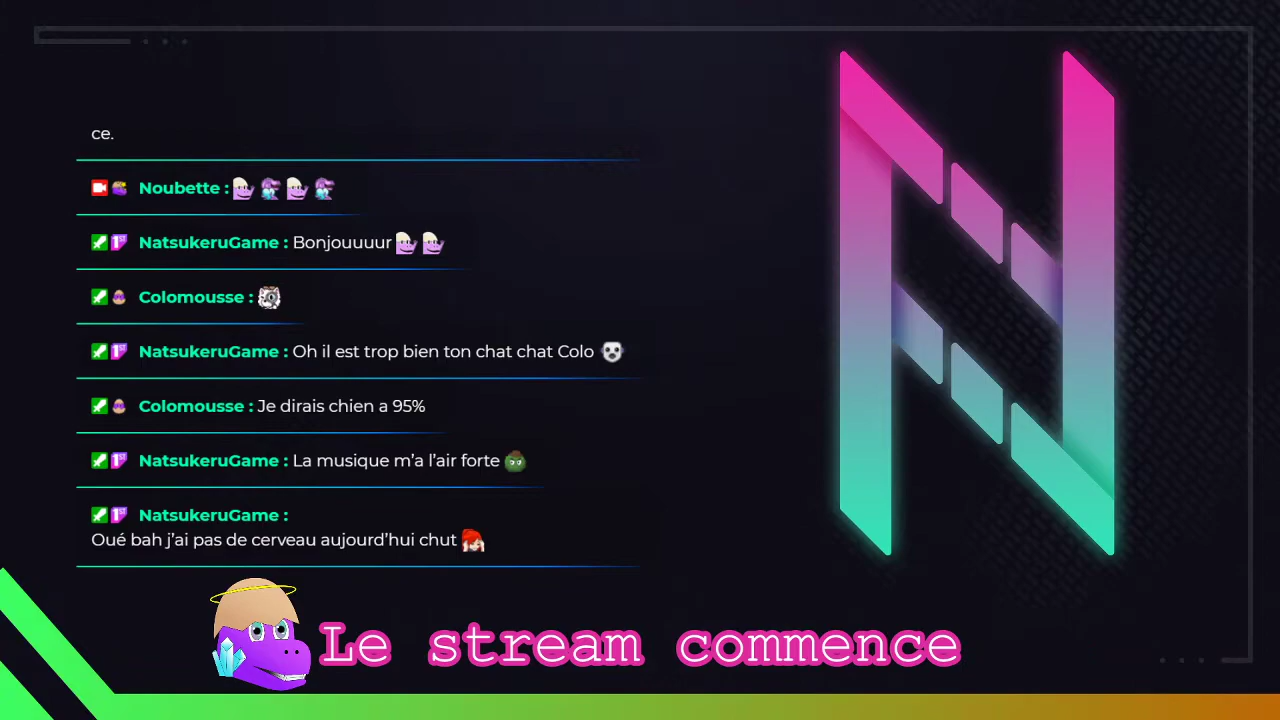 ce.
Noubette :
NatsukeruGame : Bonjouuuur
Colomousse :
NatsukeruGame : Oh il est trop bien ton chat chat Colo
Colomousse : Je dirais chien a 95%
NatsukeruGame : La musique m’a l’air forte
NatsukeruGame :
Oué bah j’ai pas de cerveau aujourd’hui chut
Le stream commence